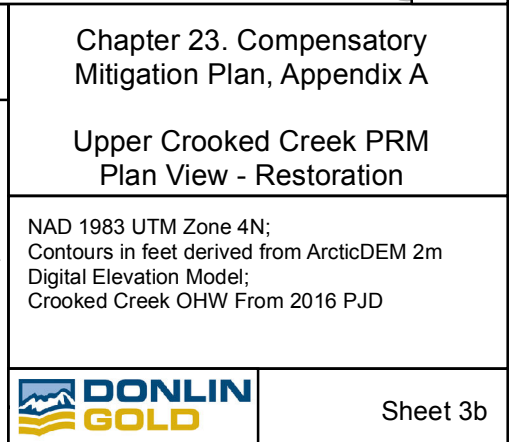 Chapter 23. Compensatory
Mitigation Plan, Appendix A
Upper Crooked Creek PRM
Plan View - Restoration
NAD 1983 UTM Zone 4N;
Contours in feet derived from ArcticDEM 2m
Digital Elevation Model;
Crooked Creek OHW From 2016 PJD
DONLIN
GOLD
Sheet 3b